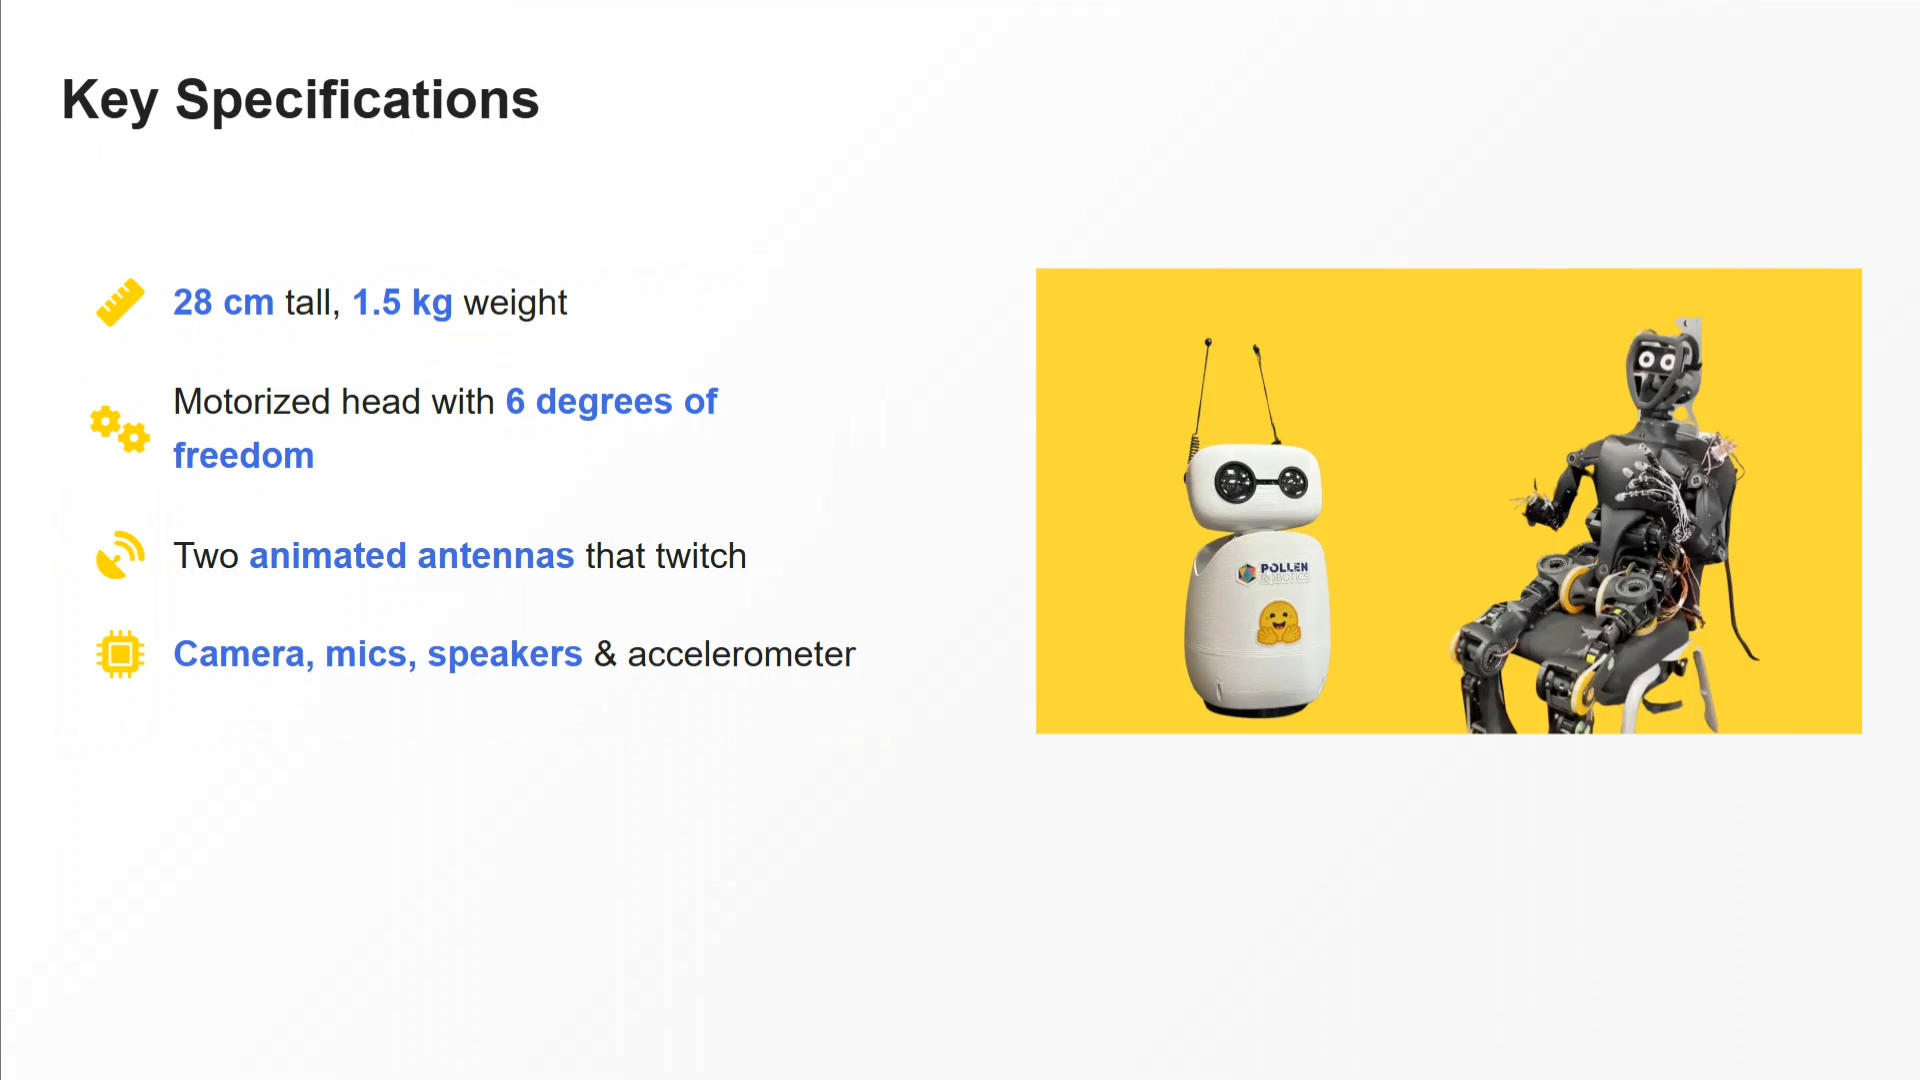 Key Specifications
28 cm tall, 1.5 kg weight
Motorized head with 6 degrees of
freedom
Two animated antennas that twitch
Camera, mics, speakers & accelerometer
POLLEN
ROBOTICS